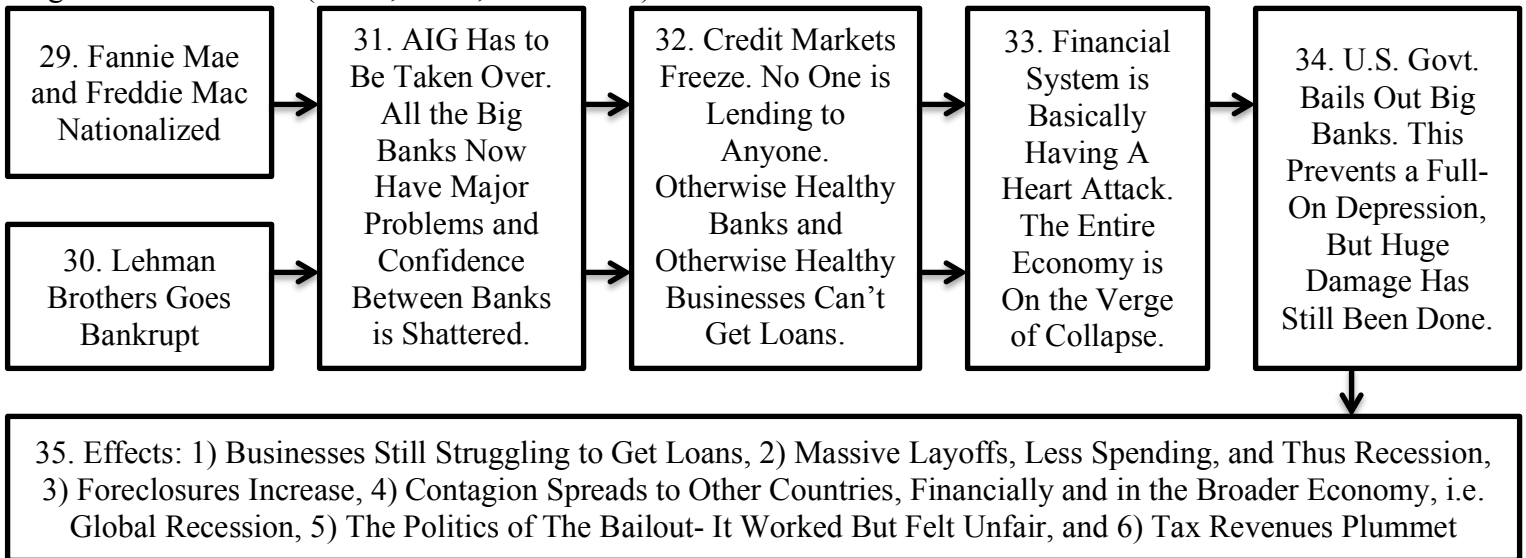 29. Fannie Mae
and Freddie Mac
Nationalized
30. Lehman
Brothers Goes
Bankrupt
31. AIG Has to
Be Taken Over.
All the Big
Banks Now
Have Major
Problems and
Confidence
Between Banks
is Shattered.
32. Credit Markets
Freeze. No One is
Lending to
Anyone.
Otherwise Healthy
Banks and
Otherwise Healthy
Businesses Can’t
Get Loans.
33. Financial
System is
Basically
Having A
Heart Attack.
The Entire
Economy is
On the Verge
of Collapse.
34. U.S. Govt.
Bails Out Big
Banks. This
Prevents a Full-
On Depression,
But Huge
Damage Has
Still Been Done.
35. Effects: 1) Businesses Still Struggling to Get Loans, 2) Massive Layoffs, Less Spending, and Thus Recession,
3) Foreclosures Increase, 4) Contagion Spreads to Other Countries, Financially and in the Broader Economy, i.e.
Global Recession, 5) The Politics of The Bailout- It Worked But Felt Unfair, and 6) Tax Revenues Plummet